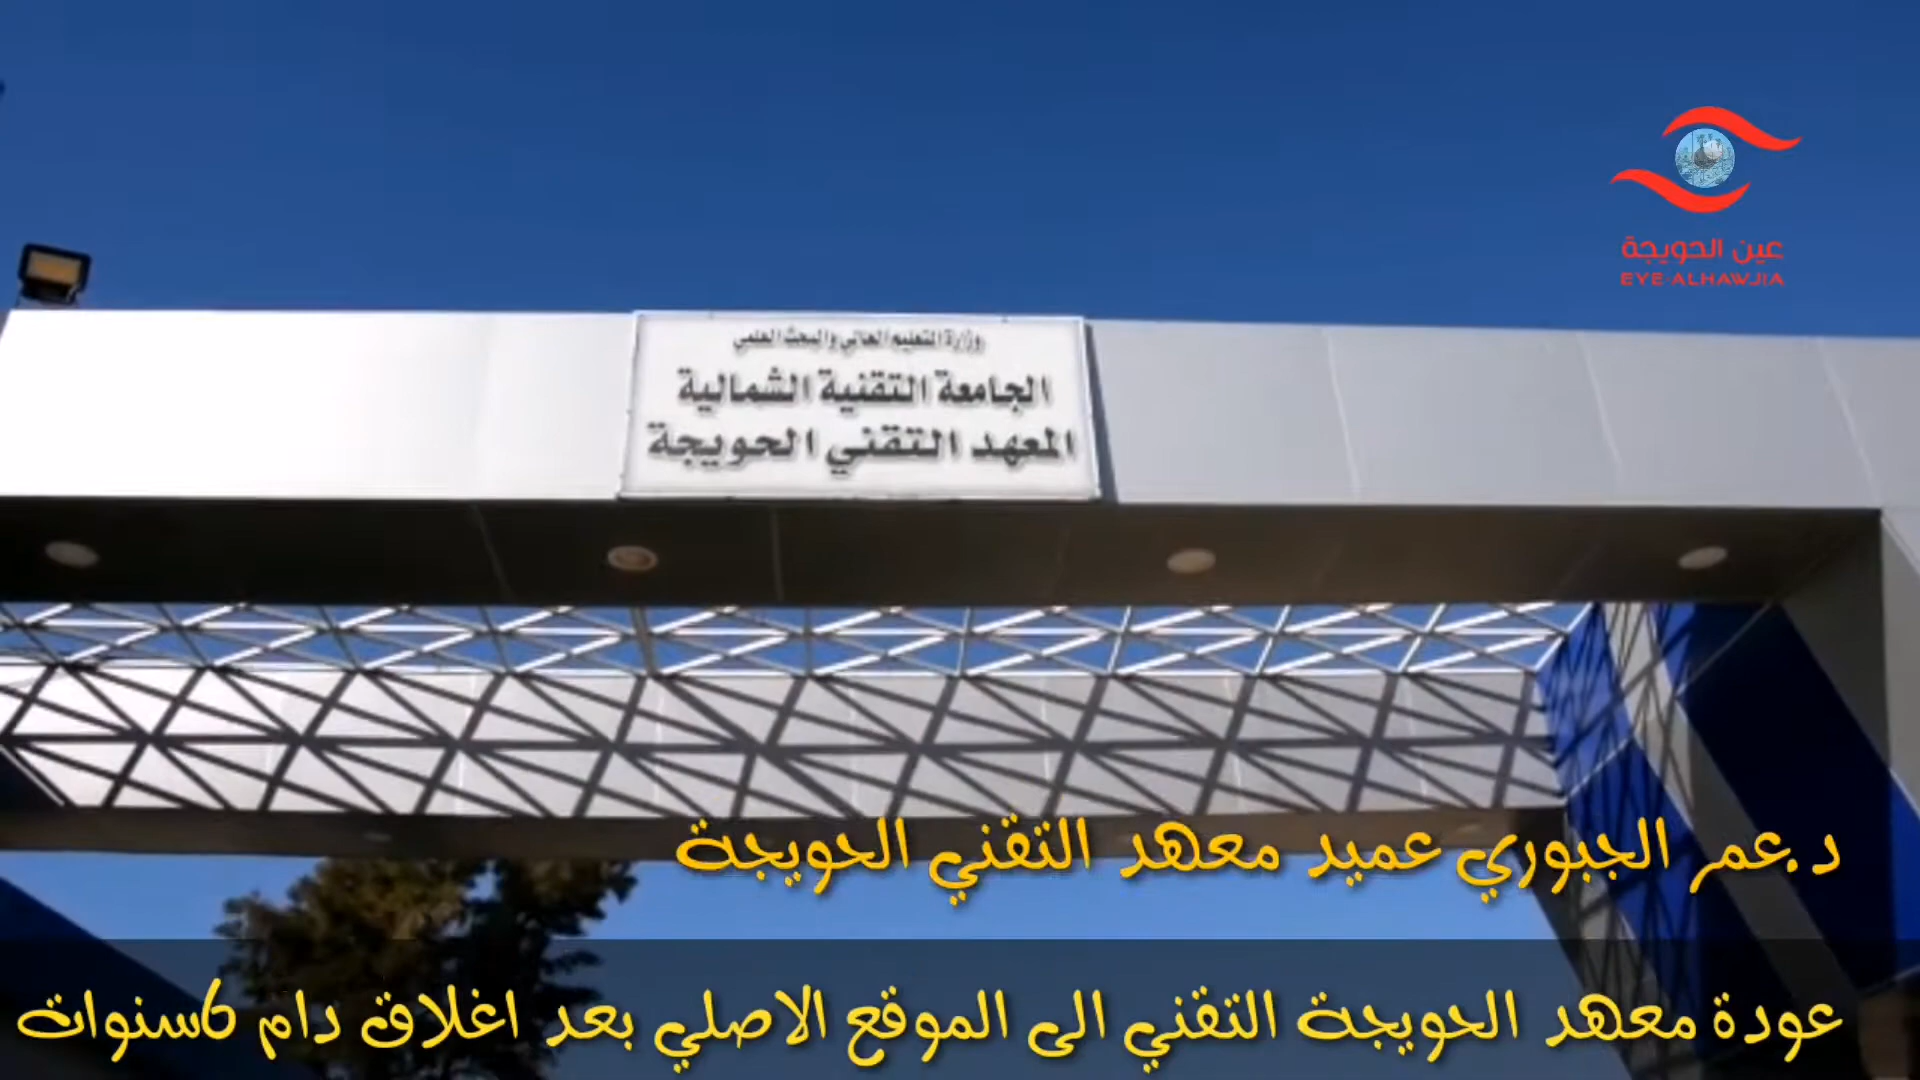 عين الحويجة
EYE-ALHAWJIA
وزارة التعليم العالي والبحث العلمي
الجامعة التقنية الشمالية
المعهد التقني الحويجة
د.عمر الجبوري عميد معهد التقني الحويجة
عودة معهد الحويجة التقني الى الموقع الاصلي بعد اغلاق دام 6سنوات